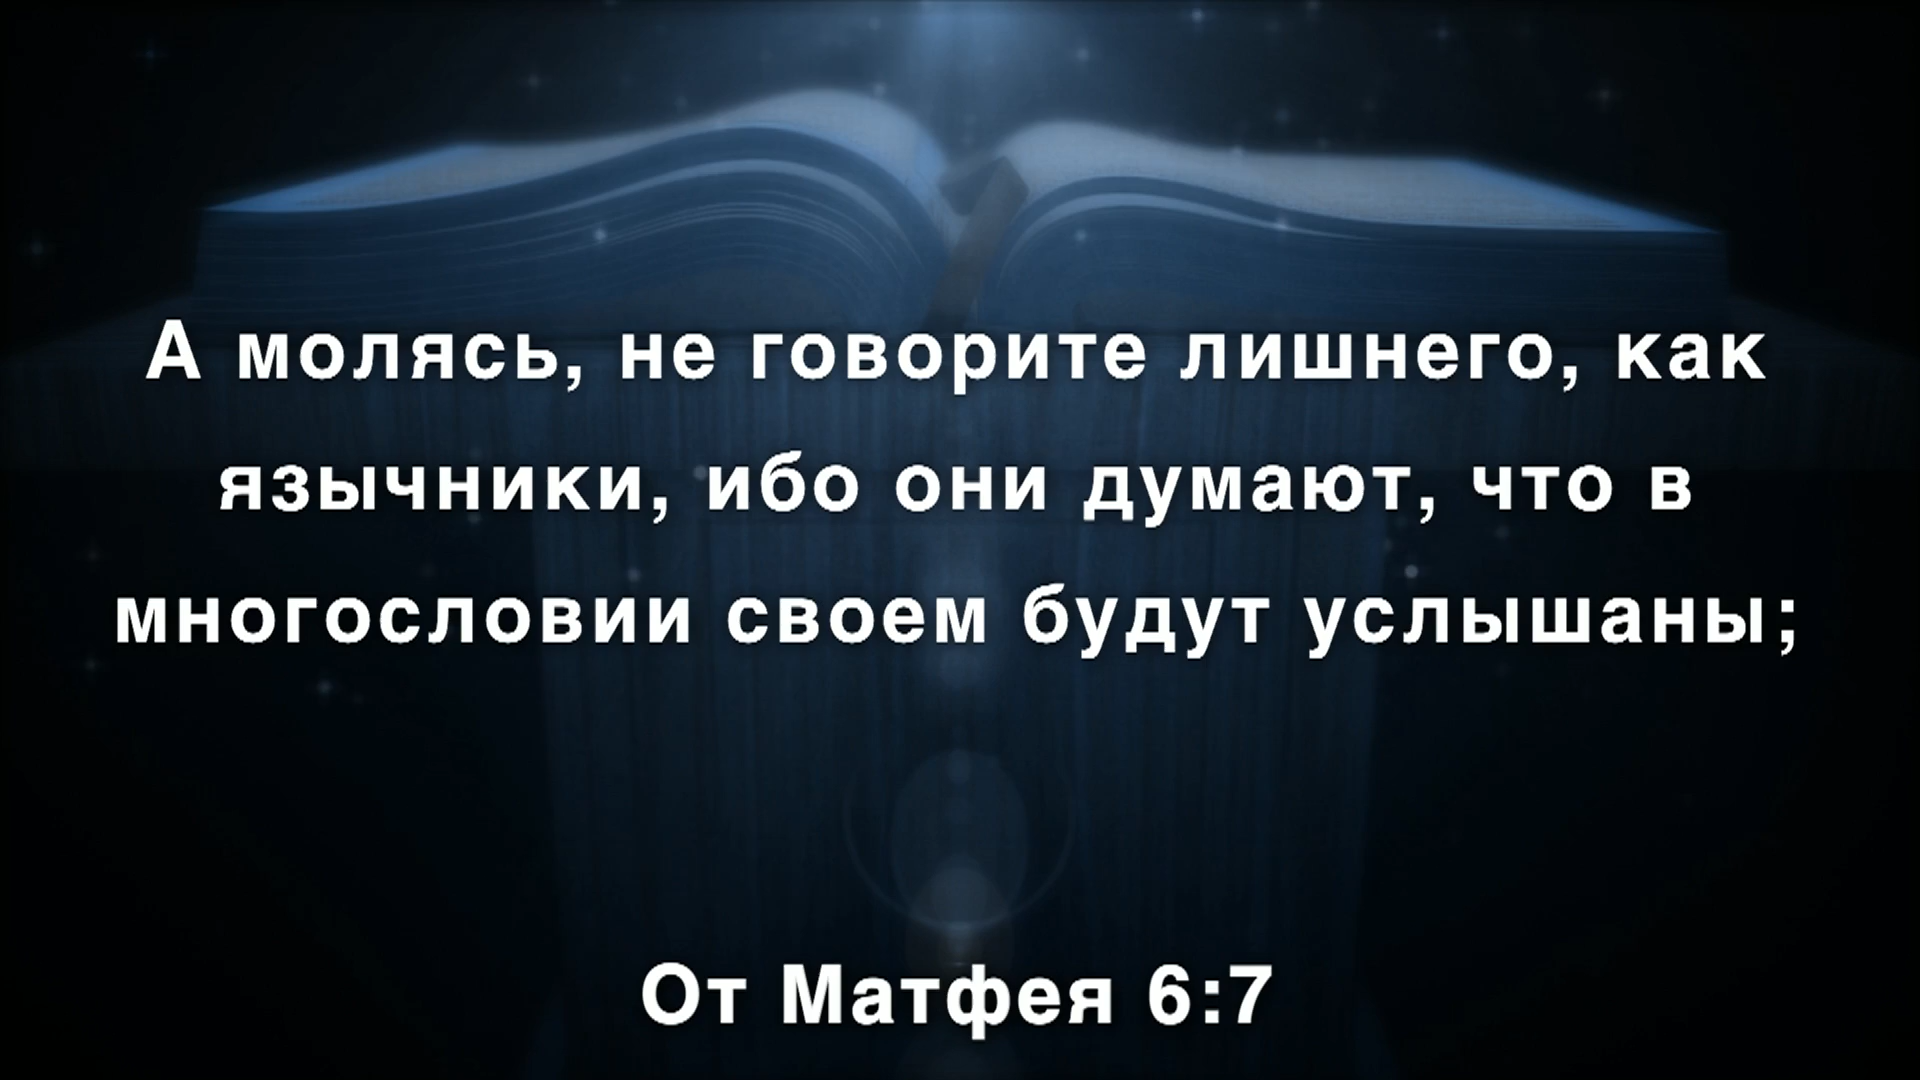 А молясь, не говорите лишнего, как
язычники, ибо они думают, что в
многословии своем будут услышаны;
От Матфея 6:7